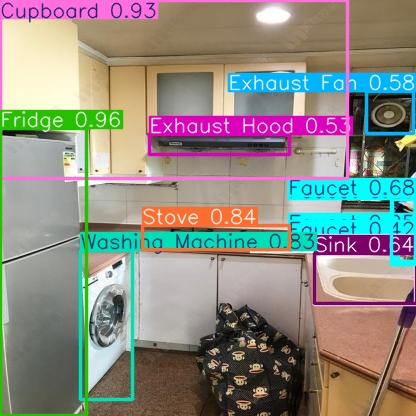 Cupboard 0.93
Exhaust Fan 0.58
Fridge 0.96
Exhaust Hood 0.53
Faucet 0.68
Stove 0.84
Faucet
Faucet 0.42
Washing Machine 0.83
Sink 0.64